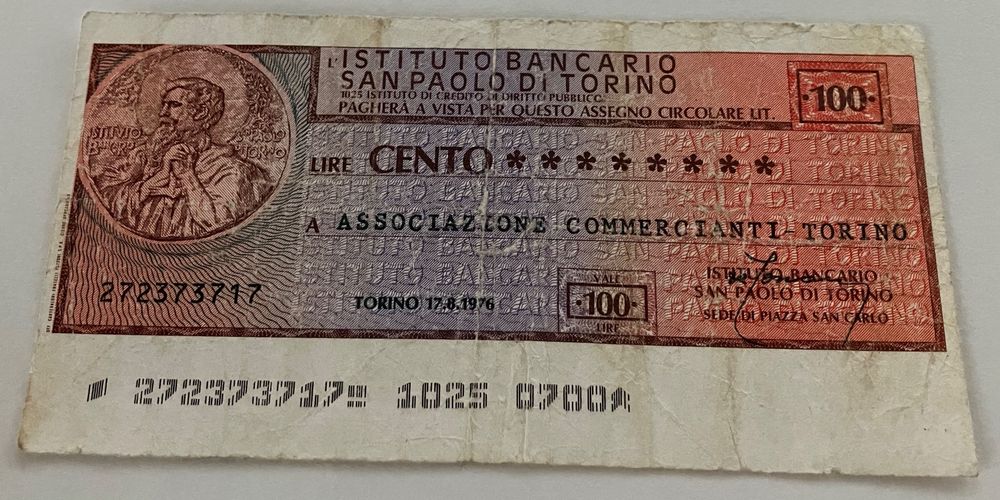 L'ISTITUTO BANCARIO
SAN PAOLO DI TORINO
1025 ISTITUTO DI CREDITO DI DIRITTO PUBBLICO
PAGHERÀ A VISTA PER QUESTO ASSEGNO CIRCOLARE LIT.
·100·
LIRE CENTO ********
A ASSOCIAZIONE COMMERCIANTI-TORINO
272373717
TORINO 17.8.1976
VALE
·100·
LIRE
ISTITUTO BANCARIO
SAN PAOLO DI TORINO
SEDE DI PIAZZA SAN CARLO
272373717 1025 0700